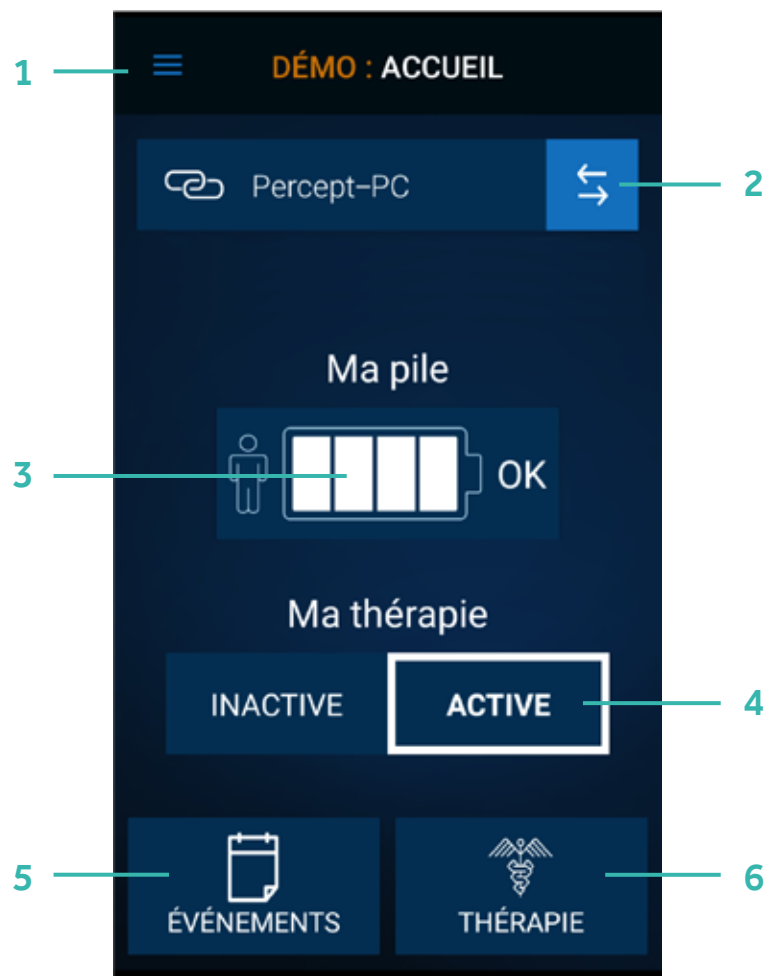 1
DÉMO : ACCUEIL
Percept-PC
2
Ma pile
3
OK
Ma thérapie
INACTIVE
ACTIVE
4
5
ÉVÉNEMENTS
THÉRAPIE
6